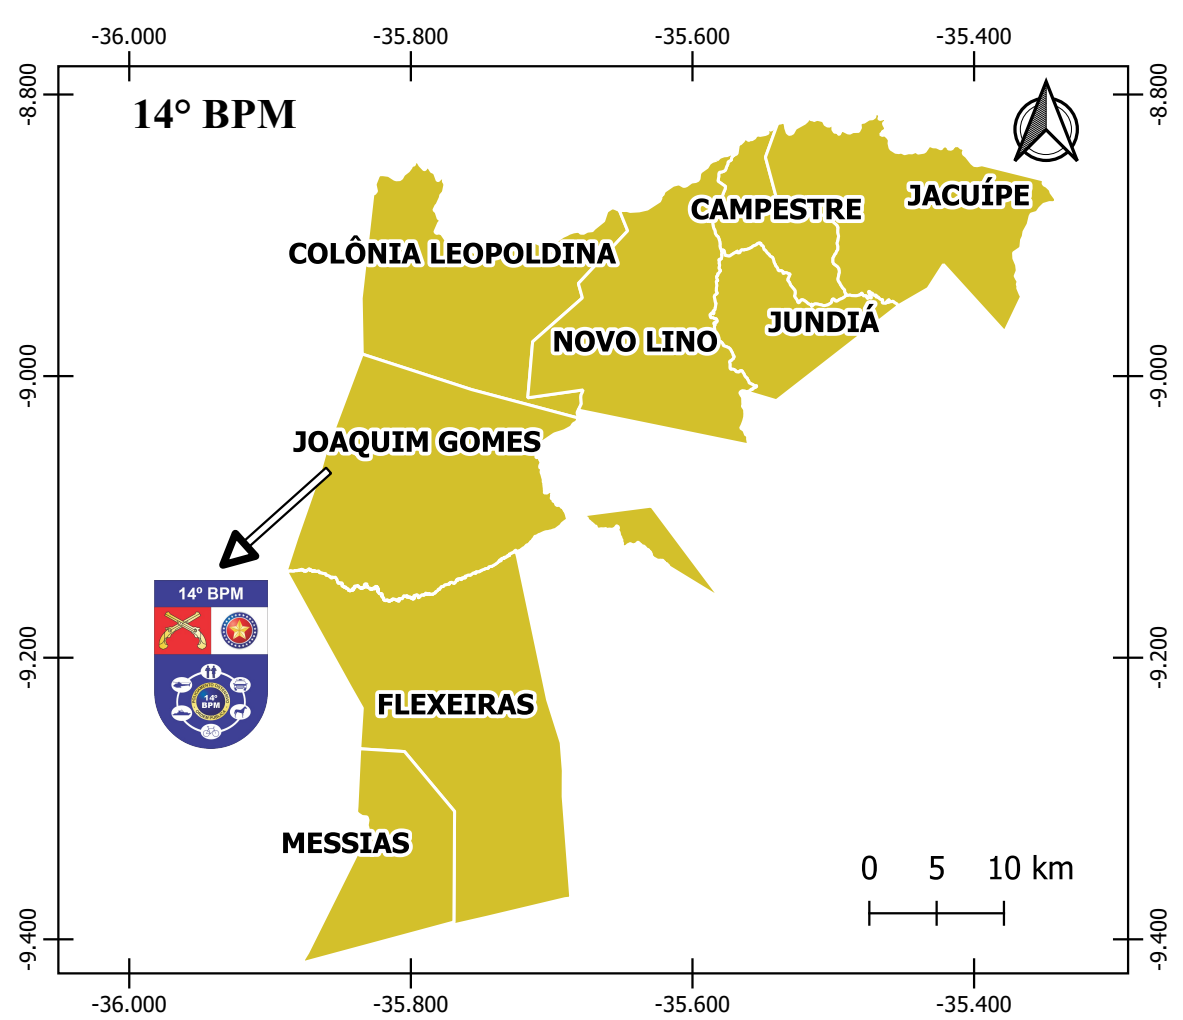 -36.000 -35.800 -35.600 -35.400
-8.800 -8.800
14° BPM
JACUÍPE
CAMPESTRE
COLÔNIA LEOPOLDINA
JUNDIÁ
NOVO LINO
-9.000 -9.000
JOAQUIM GOMES
14º BPM
-9.200 -9.200
14º
BPM
FLEXEIRAS
MESSIAS
0 5 10 km
-9.400 -9.400
-36.000 -35.800 -35.600 -35.400